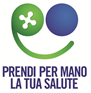 PRENDI PER MANO
LA TUA SALUTE